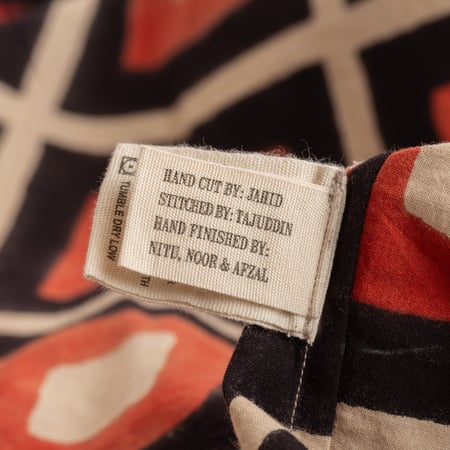 HAND CUT BY: JAHID
STITCHED BY: TAJUDDIN
HAND FINISHED BY:
NITU, NOOR & AFZAL
TUMBLE DRY LOW